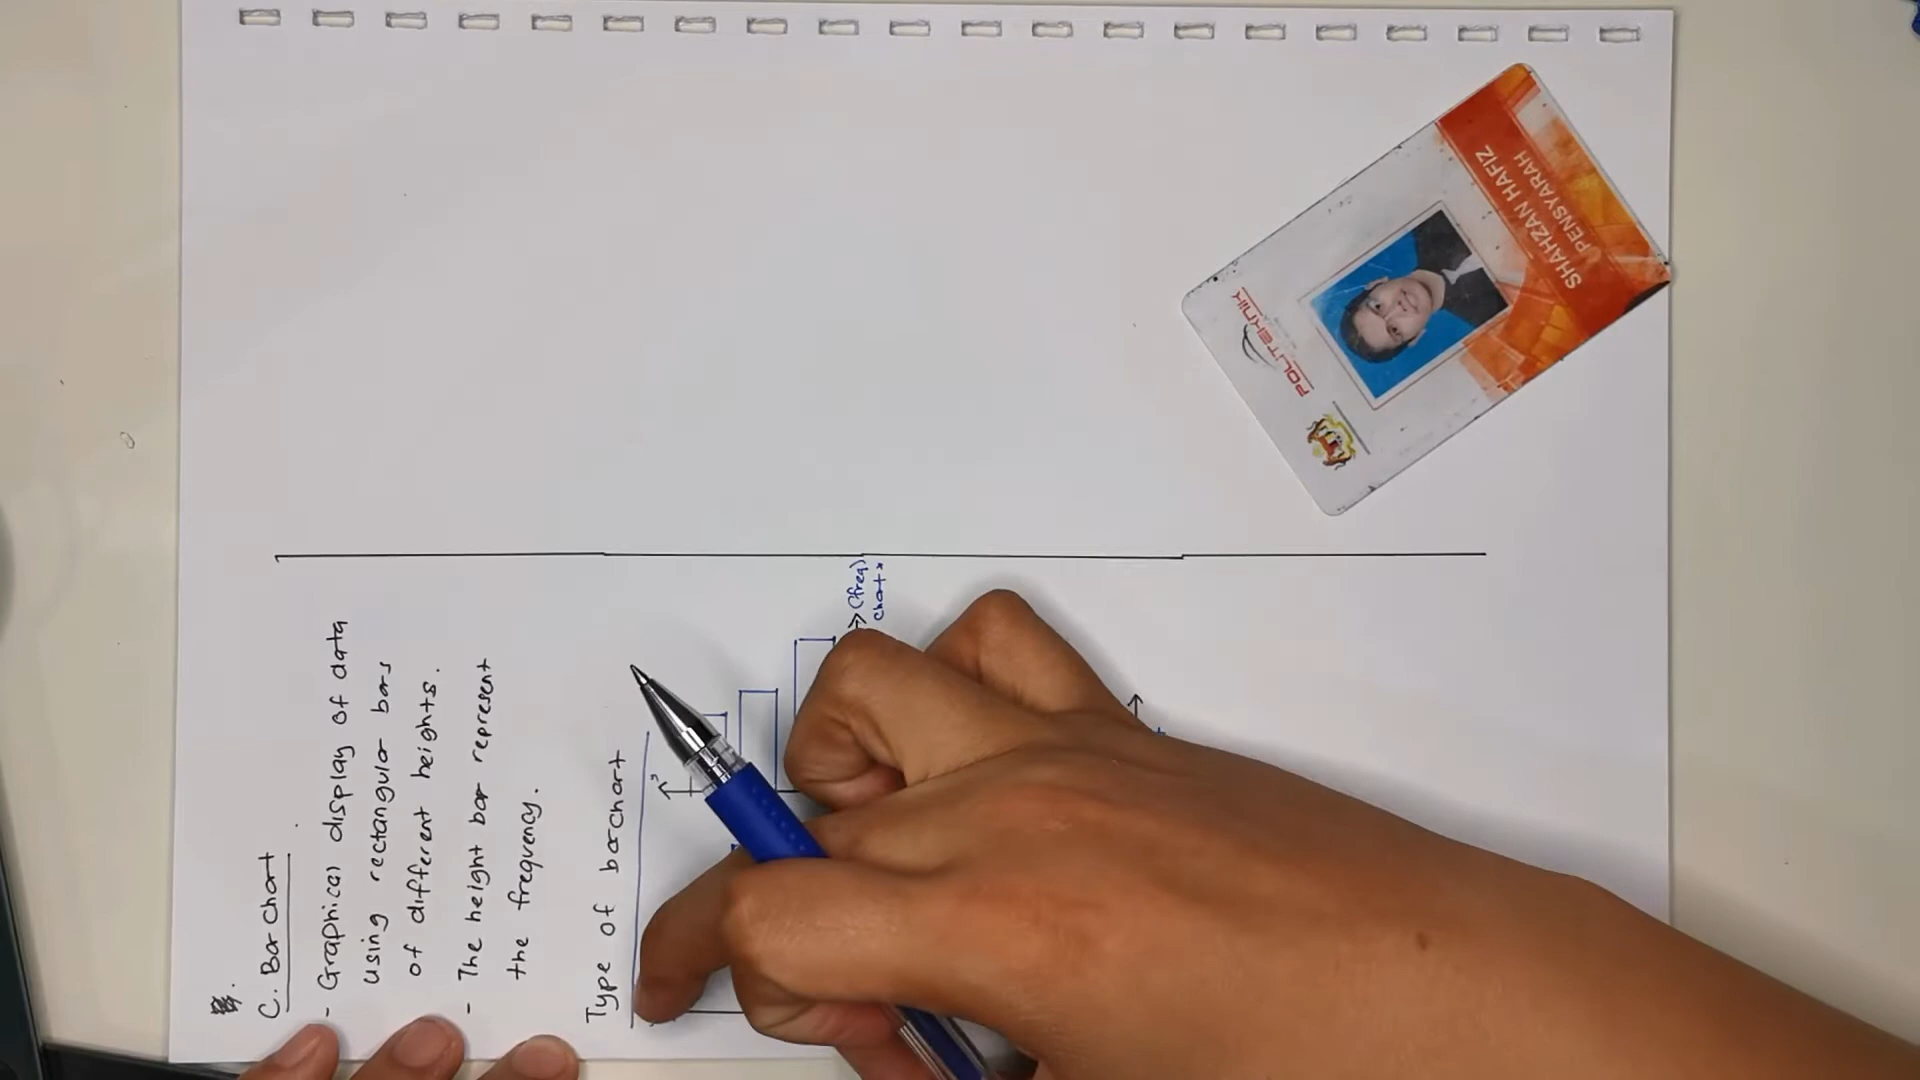 C. Bar Chart
- Graphical display of data
using rectangular bars
of different heights.
- The height bar represent
the frequency.
Type of barchart
(freq)
chart
POLITEKNIK
SHAHZAN HAFIZ
PENSYARAH